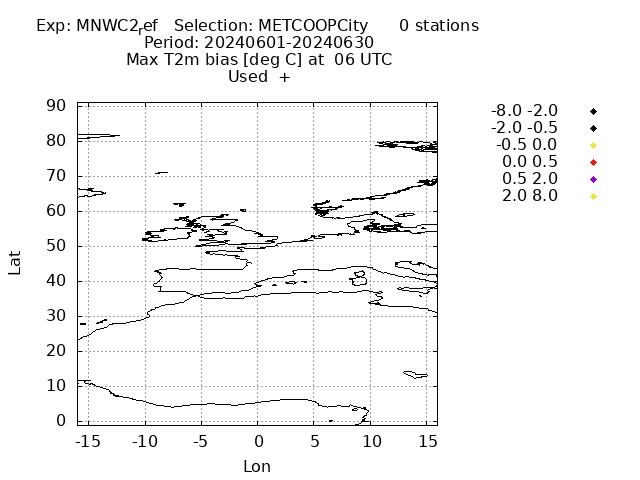 Exp: MNWC2ref Selection: METCOOPCity 0 stations
Period: 20240601-20240630
Max T2m bias [deg C] at 06 UTC
Used +
-8.0 -2.0
-2.0 -0.5
-0.5 0.0
0.0 0.5
0.5 2.0
2.0 8.0
90
80
70
60
50
40
30
20
10
0
Lat
-15 -10 -5 0 5 10 15
Lon